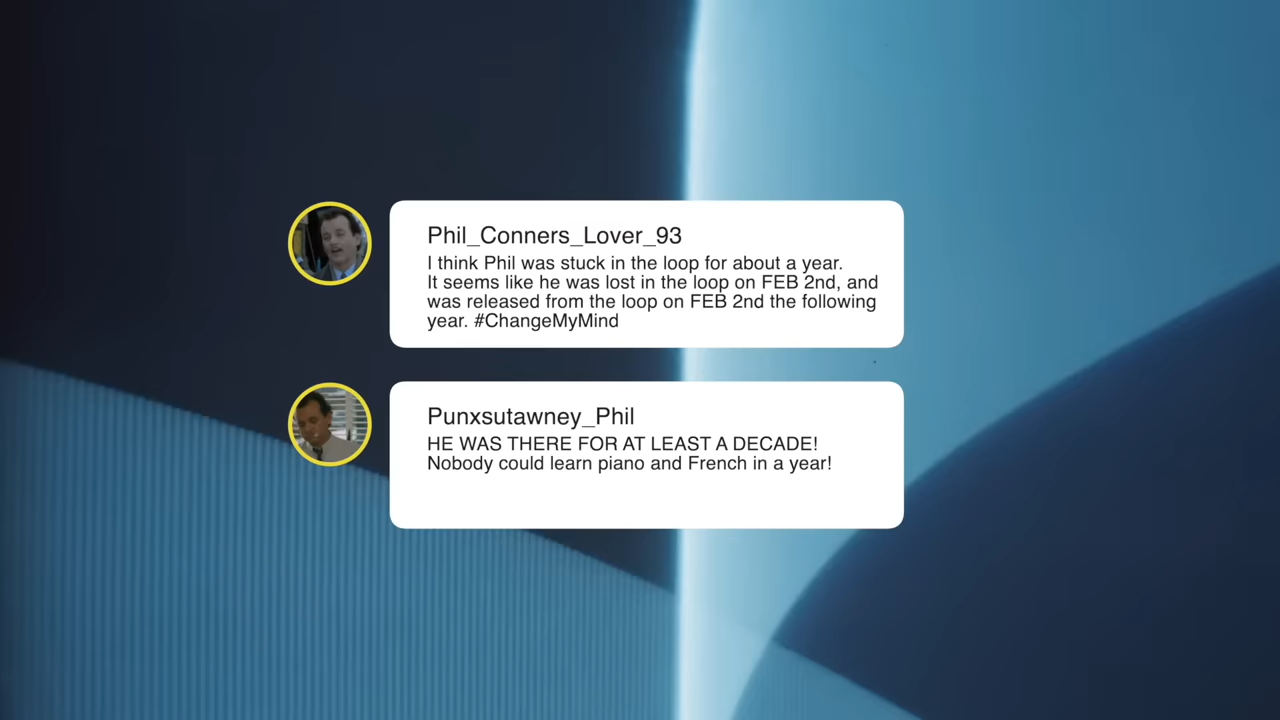 Phil_Conners_Lover_93
I think Phil was stuck in the loop for about a year.
It seems like he was lost in the loop on FEB 2nd, and
was released from the loop on FEB 2nd the following
year. #ChangeMyMind
Punxsutawney_Phil
HE WAS THERE FOR AT LEAST A DECADE!
Nobody could learn piano and French in a year!